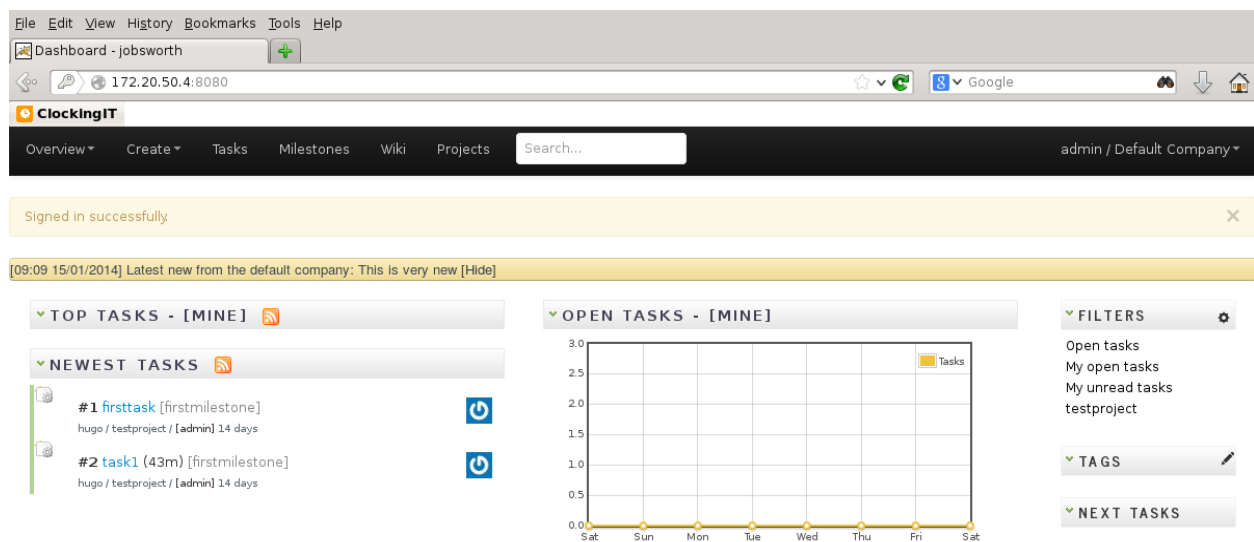 File Edit View History Bookmarks Tools Help
Dashboard - jobsworth
172.20.50.4:8080
Google
ClockingIT
Overview Create Tasks Milestones Wiki Projects Search... admin / Default Company
Signed in successfully.
[09:09 15/01/2014] Latest new from the default company: This is very new [Hide]
TOP TASKS - [MINE]
NEWEST TASKS
#1 firsttask [firstmilestone]
hugo / testproject / [admin] 14 days
#2 task1 (43m) [firstmilestone]
hugo / testproject / [admin] 14 days
OPEN TASKS - [MINE]
Tasks
3.0
2.5
2.0
1.5
1.0
0.5
0.0
Sat Sun Mon Tue Wed Thu Fri Sat
FILTERS
Open tasks
My open tasks
My unread tasks
testproject
TAGS
NEXT TASKS